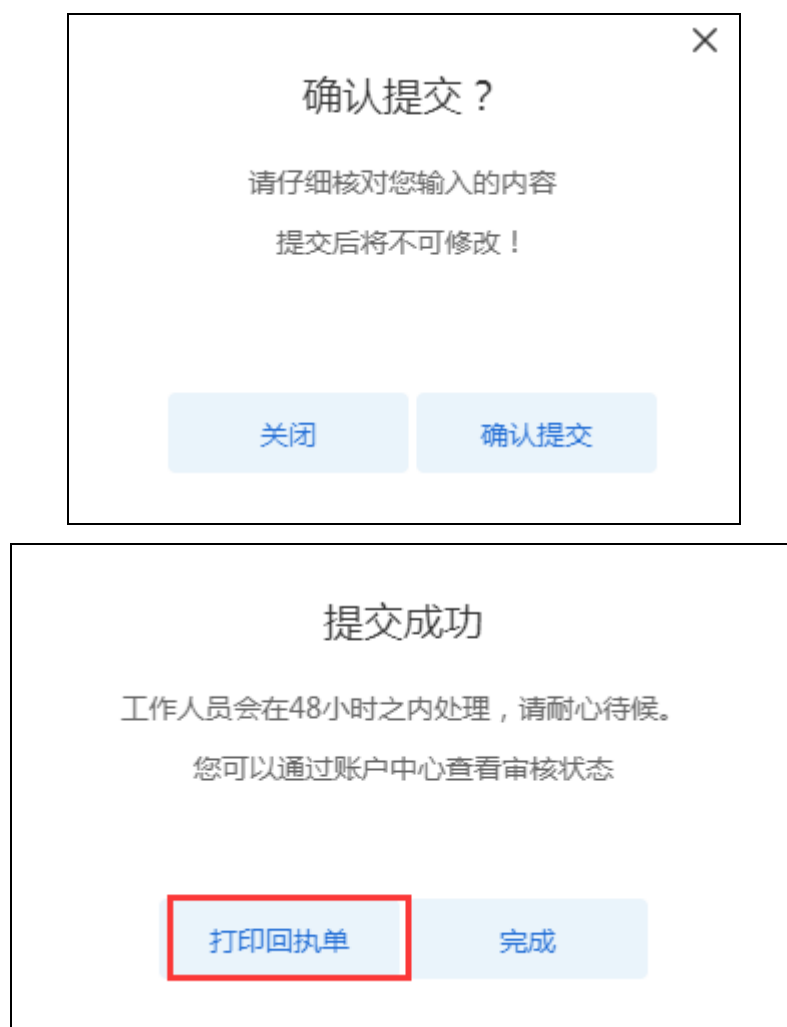 确认提交？
请仔细核对您输入的内容
提交后将不可修改！
关闭
确认提交
提交成功
工作人员会在48小时之内处理，请耐心待候。
您可以通过账户中心查看审核状态
打印回执单
完成